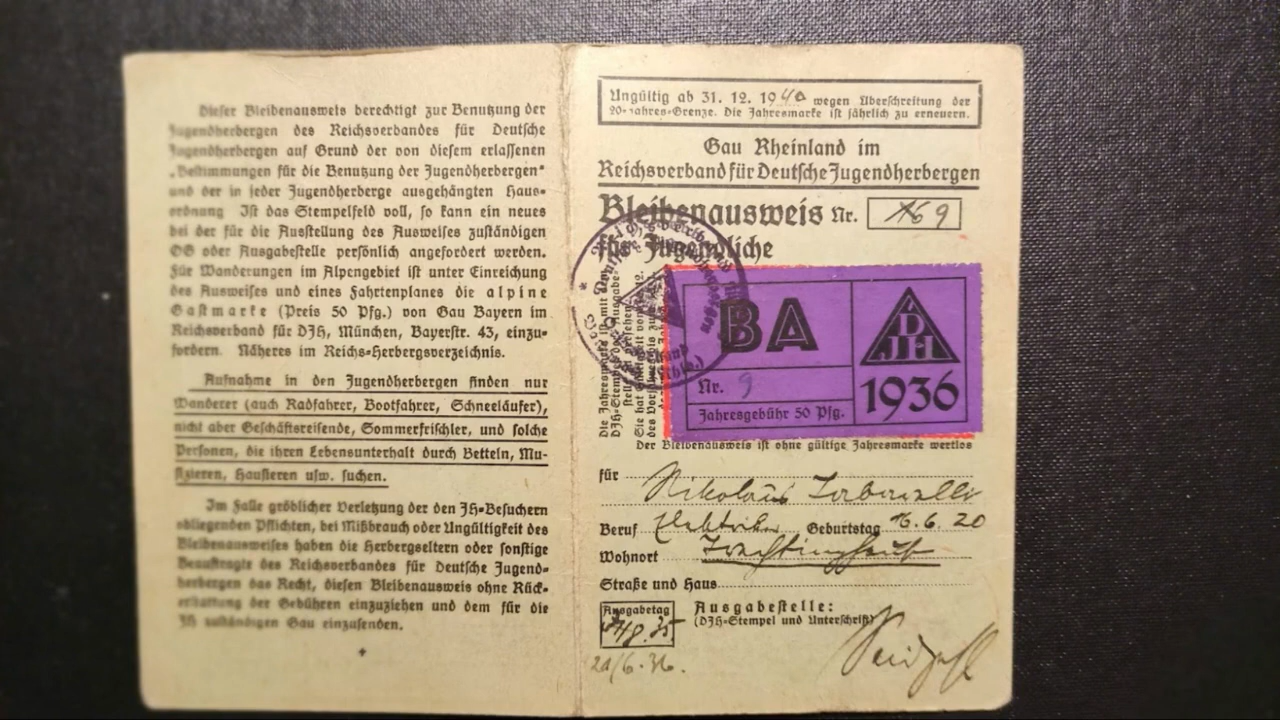 Dieser Bleibenausweis berechtigt zur Benutzung der
Jugendherbergen des Reichsverbandes für Deutsche
Jugendherbergen auf Grund der von diesem erlassenen
„Bestimmungen für die Benutzung der Jugendherbergen"
und der in jeder Jugendherberge ausgehängten Haus-
ordnung Ist das Stempelfeld voll, so kann ein neues
bei der für die Ausstellung des Ausweises zuständigen
OG oder Ausgabestelle persönlich angefordert werden.
Für Wanderungen im Alpengebiet ist unter Einreichung
des Ausweises und eines Fahrtenplanes die alpine
Gastmarke (Preis 50 Pfg.) von Gau Bayern im
Reichsverband für DJH, München, Bayerstr. 43, einzu-
fordern. Näheres im Reichs-Herbergsverzeichnis.
Aufnahme in den Jugendherbergen finden nur
Wanderer (auch Radfahrer, Bootfahrer, Schneeläufer),
nicht aber Geschäftsreisende, Sommerfrischler, und solche
Personen, die ihren Lebensunterhalt durch Betteln, Mu-
sizieren, Hausieren usw. suchen.
Im Falle gröblicher Verletzung der den JH-Besuchern
obliegenden Pflichten, bei Mißbrauch oder Ungültigkeit des
Bleibenausweises haben die Herbergseltern oder sonstige
Beauftragte des Reichsverbandes für Deutsche Jugend-
herbergen das Recht, diesen Bleibenausweis ohne Rück-
erstattung der Gebühren einzuziehen und dem für die
JH zuständigen Gau einzusenden.
Ungültig ab 31. 12. 1940 wegen Überschreitung der
20-Jahres-Grenze. Die Jahresmarke ist jährlich zu erneuern.
Gau Rheinland im
Reichsverband für Deutsche Jugendherbergen
Bleibenausweis Nr. 169
für Jugendliche
BA
DJH
Nr. 9
1936
Jahresgebühr 50 Pfg.
Der Bleibenausweis ist ohne gültige Jahresmarke wertlos
für Nikolaus
Beruf Elektriker Geburtstag 16.6.20
Wohnort
Straße und Haus
Ausgabetag
Ausgabestelle:
(DJH-Stempel und Unterschrift)